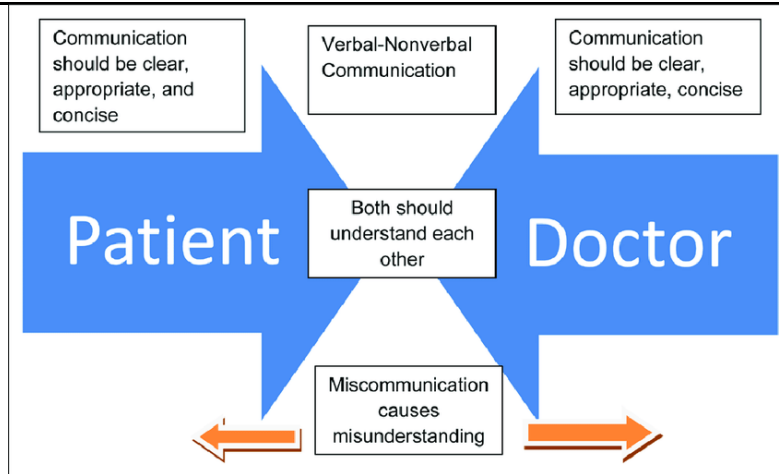 Communication
should be clear,
appropriate, and
concise
Verbal-Nonverbal
Communication
Communication
should be clear,
appropriate, concise
Patient
Both should
understand each
other
Doctor
Miscommunication
causes
misunderstanding